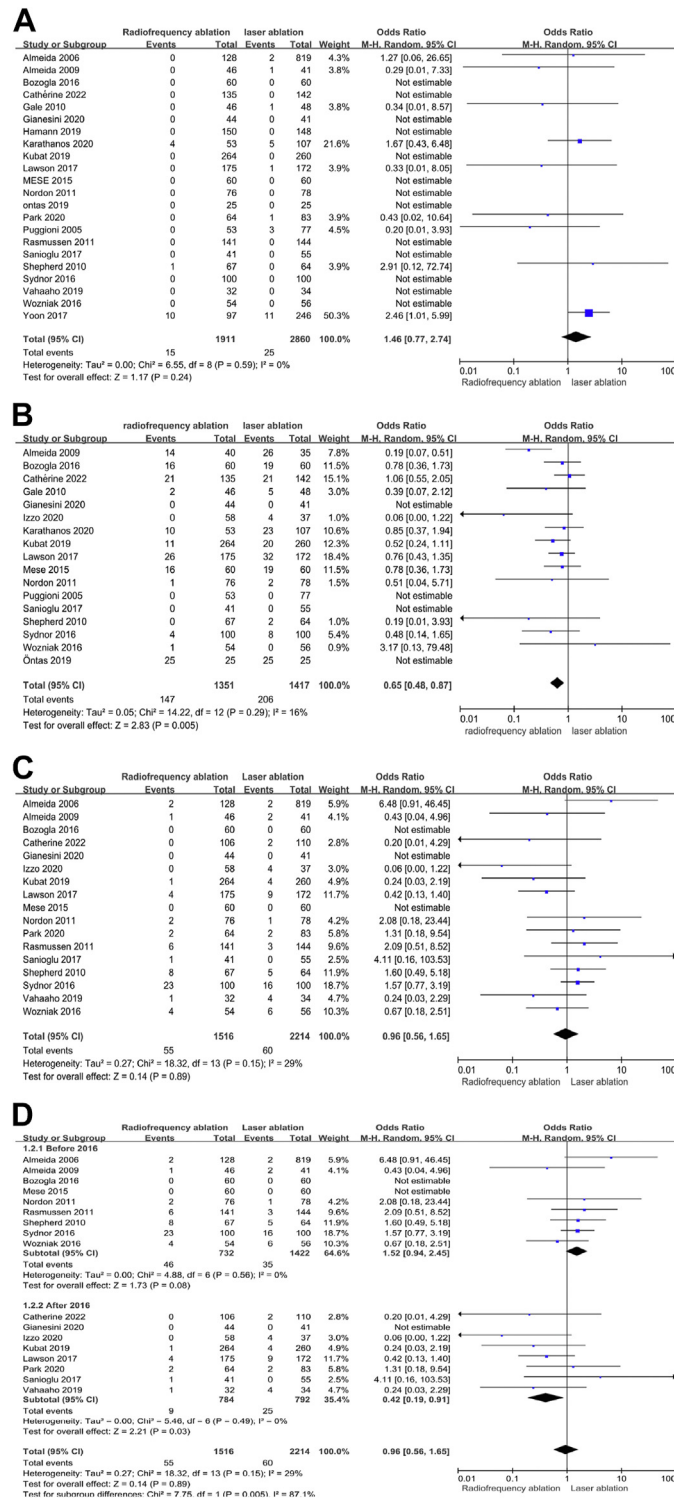 A
Radiofrequency ablation laser ablation Odds Ratio Odds Ratio
Study or Subgroup Events Total Events Total Weight M-H, Random, 95% CI M-H, Random, 95% CI
Almeida 2006 0 128 2 819 4.3% 1.27 [0.06, 26.65]
Almeida 2009 0 46 1 41 3.8% 0.29 [0.01, 7.33]
Bozogla 2016 0 60 0 60 Not estimable
Cathérine 2022 0 135 0 142 Not estimable
Gale 2010 0 46 1 48 3.8% 0.34 [0.01, 8.57]
Gianesini 2020 0 44 0 41 Not estimable
Hamann 2019 0 150 0 148 Not estimable
Karathanos 2020 4 53 5 107 21.6% 1.67 [0.43, 6.48]
Kubat 2019 0 264 0 260 Not estimable
Lawson 2017 0 175 1 172 3.9% 0.33 [0.01, 8.05]
MESE 2015 0 60 0 60 Not estimable
Nordon 2011 0 76 0 78 Not estimable
ontas 2019 0 25 0 25 Not estimable
Park 2020 0 64 1 83 3.9% 0.43 [0.02, 10.64]
Puggioni 2005 0 53 3 77 4.5% 0.20 [0.01, 3.93]
Rasmussen 2011 0 141 0 144 Not estimable
Sanioglu 2017 0 41 0 55 Not estimable
Shepherd 2010 1 67 0 64 3.9% 2.91 [0.12, 72.74]
Sydnor 2016 0 100 0 100 Not estimable
Vahaaho 2019 0 32 0 34 Not estimable
Wozniak 2016 0 54 0 56 Not estimable
Yoon 2017 10 97 11 246 50.3% 2.46 [1.01, 5.99]
Total (95% CI) 1911 2860 100.0% 1.46 [0.77, 2.74]
Total events 15 25
Heterogeneity: Tau² = 0.00; Chi² = 6.55, df = 8 (P = 0.59); I² = 0%
Test for overall effect: Z = 1.17 (P = 0.24)
0.01 0.1 1 10 100
Radiofrequency ablation laser ablation
B
radiofrequency ablation laser ablation Odds Ratio Odds Ratio
Study or Subgroup Events Total Events Total Weight M-H, Random, 95% CI M-H, Random, 95% CI
Almeida 2009 14 40 26 35 7.8% 0.19 [0.07, 0.51]
Bozogla 2016 16 60 19 60 11.5% 0.78 [0.36, 1.73]
Cathérine 2022 21 135 21 142 15.1% 1.06 [0.55, 2.05]
Gale 2010 2 46 5 48 3.0% 0.39 [0.07, 2.12]
Gianesini 2020 0 44 0 41 Not estimable
Izzo 2020 0 58 4 37 1.0% 0.06 [0.00, 1.22]
Karathanos 2020 10 53 23 107 10.6% 0.85 [0.37, 1.94]
Kubat 2019 11 264 20 260 12.3% 0.52 [0.24, 1.11]
Lawson 2017 26 175 32 172 18.4% 0.76 [0.43, 1.35]
Mese 2015 16 60 19 60 11.5% 0.78 [0.36, 1.73]
Nordon 2011 1 76 2 78 1.5% 0.51 [0.04, 5.71]
Puggioni 2005 0 53 0 77 Not estimable
Sanioglu 2017 0 41 0 55 Not estimable
Shepherd 2010 0 67 2 64 1.0% 0.19 [0.01, 3.93]
Sydnor 2016 4 100 8 100 5.4% 0.48 [0.14, 1.65]
Wozniak 2016 1 54 0 56 0.9% 3.17 [0.13, 79.48]
Öntas 2019 25 25 25 25 Not estimable
Total (95% CI) 1351 1417 100.0% 0.65 [0.48, 0.87]
Total events 147 206
Heterogeneity: Tau² = 0.05; Chi² = 14.22, df = 12 (P = 0.29); I² = 16%
Test for overall effect: Z = 2.83 (P = 0.005)
0.01 0.1 1 10 100
radiofrequency ablation laser ablation
C
Radiofrequency ablation Laser ablation Odds Ratio Odds Ratio
Study or Subgroup Events Total Events Total Weight M-H, Random, 95% CI M-H, Random, 95% CI
Almeida 2006 2 128 2 819 5.9% 6.48 [0.91, 46.45]
Almeida 2009 1 46 2 41 4.1% 0.43 [0.04, 4.96]
Bozogla 2016 0 60 0 60 Not estimable
Catherine 2022 0 106 2 110 2.8% 0.20 [0.01, 4.29]
Gianesini 2020 0 44 0 41 Not estimable
Izzo 2020 0 58 4 37 3.0% 0.06 [0.00, 1.22]
Kubat 2019 1 264 4 260 4.9% 0.24 [0.03, 2.19]
Lawson 2017 4 175 9 172 11.7% 0.42 [0.13, 1.40]
Mese 2015 0 60 0 60 Not estimable
Nordon 2011 2 76 1 78 4.2% 2.08 [0.18, 23.44]
Park 2020 2 64 2 83 6.0% 1.31 [0.18, 9.54]
Rasmussen 2011 6 141 3 144 9.6% 2.09 [0.51, 8.52]
Sanioglu 2017 1 41 0 55 2.5% 4.11 [0.16, 103.53]
Shepherd 2010 8 67 5 64 11.9% 1.60 [0.49, 5.18]
Sydnor 2016 23 100 16 100 18.7% 1.57 [0.77, 3.19]
Vahaaho 2019 1 32 4 34 4.7% 0.24 [0.03, 2.29]
Wozniak 2016 4 54 6 56 10.3% 0.67 [0.18, 2.51]
Total (95% CI) 1516 2214 100.0% 0.96 [0.56, 1.65]
Total events 55 60
Heterogeneity: Tau² = 0.27; Chi² = 18.32, df = 13 (P = 0.15); I² = 29%
Test for overall effect: Z = 0.14 (P = 0.89)
0.01 0.1 1 10 100
Radiofrequency ablation Laser ablation
D
Radiofrequency ablation Laser ablation Odds Ratio Odds Ratio
Study or Subgroup Events Total Events Total Weight M-H, Random, 95% CI M-H, Random, 95% CI
1.2.1 Before 2016
Almeida 2006 2 128 2 819 5.9% 6.48 [0.91, 46.45]
Almeida 2009 1 46 2 41 4.1% 0.43 [0.04, 4.96]
Bozogla 2016 0 60 0 60 Not estimable
Mese 2015 0 60 0 60 Not estimable
Nordon 2011 2 76 1 78 4.2% 2.08 [0.18, 23.44]
Rasmussen 2011 6 141 3 144 9.6% 2.09 [0.51, 8.52]
Shepherd 2010 8 67 5 64 11.9% 1.60 [0.49, 5.18]
Sydnor 2016 23 100 16 100 18.7% 1.57 [0.77, 3.19]
Wozniak 2016 4 54 6 56 10.3% 0.67 [0.18, 2.51]
Subtotal (95% CI) 732 1422 64.6% 1.52 [0.94, 2.45]
Total events 46 35
Heterogeneity: Tau² = 0.00; Chi² = 4.88, df = 6 (P = 0.56); I² = 0%
Test for overall effect: Z = 1.73 (P = 0.08)
1.2.2 After 2016
Catherine 2022 0 106 2 110 2.8% 0.20 [0.01, 4.29]
Gianesini 2020 0 44 0 41 Not estimable
Izzo 2020 0 58 4 37 3.0% 0.06 [0.00, 1.22]
Kubat 2019 1 264 4 260 4.9% 0.24 [0.03, 2.19]
Lawson 2017 4 175 9 172 11.7% 0.42 [0.13, 1.40]
Park 2020 2 64 2 83 6.0% 1.31 [0.18, 9.54]
Sanioglu 2017 1 41 0 55 2.5% 4.11 [0.16, 103.53]
Vahaaho 2019 1 32 4 34 4.7% 0.24 [0.03, 2.29]
Subtotal (95% CI) 784 792 35.4% 0.42 [0.19, 0.91]
Total events 9 25
Heterogeneity: Tau² = 0.00; Chi² = 5.46, df = 6 (P = 0.49); I² = 0%
Test for overall effect: Z = 2.21 (P = 0.03)
Total (95% CI) 1516 2214 100.0% 0.96 [0.56, 1.65]
Total events 55 60
Heterogeneity: Tau² = 0.27; Chi² = 18.32, df = 13 (P = 0.15); I² = 29%
Test for overall effect: Z = 0.14 (P = 0.89)
Test for subgroup differences: Chi² = 7.75, df = 1 (P = 0.005), I² = 87.1%
0.01 0.1 1 10 100
Radiofrequency ablation Laser ablation